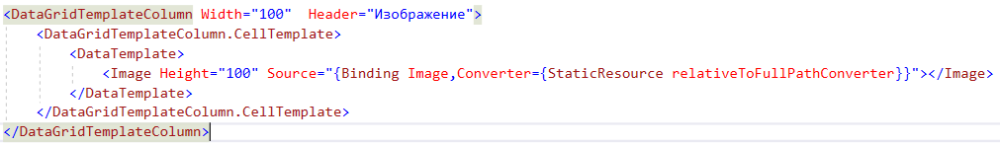 <DataGridTemplateColumn Width="100"  Header="Изображение">
    <DataGridTemplateColumn.CellTemplate>
        <DataTemplate>
            <Image Height="100" Source="{Binding Image,Converter={StaticResource relativeToFullPathConverter}}"></Image>
        </DataTemplate>
    </DataGridTemplateColumn.CellTemplate>
</DataGridTemplateColumn>